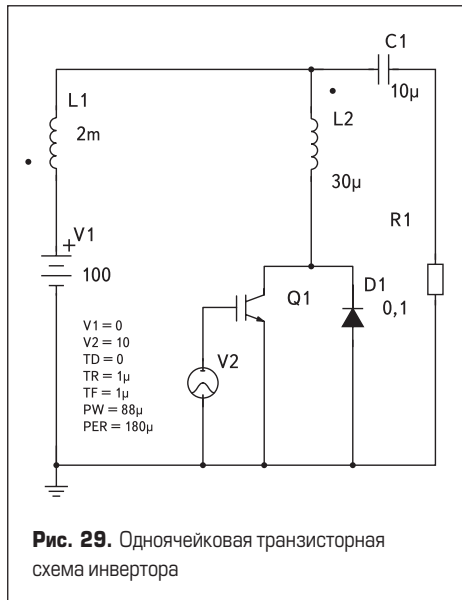 C1
10µ
L1
2m
L2
30µ
R1
0,1
+
V1
100
Q1
D1
V2
V1 = 0
V2 = 10
TD = 0
TR = 1µ
TF = 1µ
PW = 88µ
PER = 180µ
Рис. 29. Одноячейковая транзисторная
схема инвертора